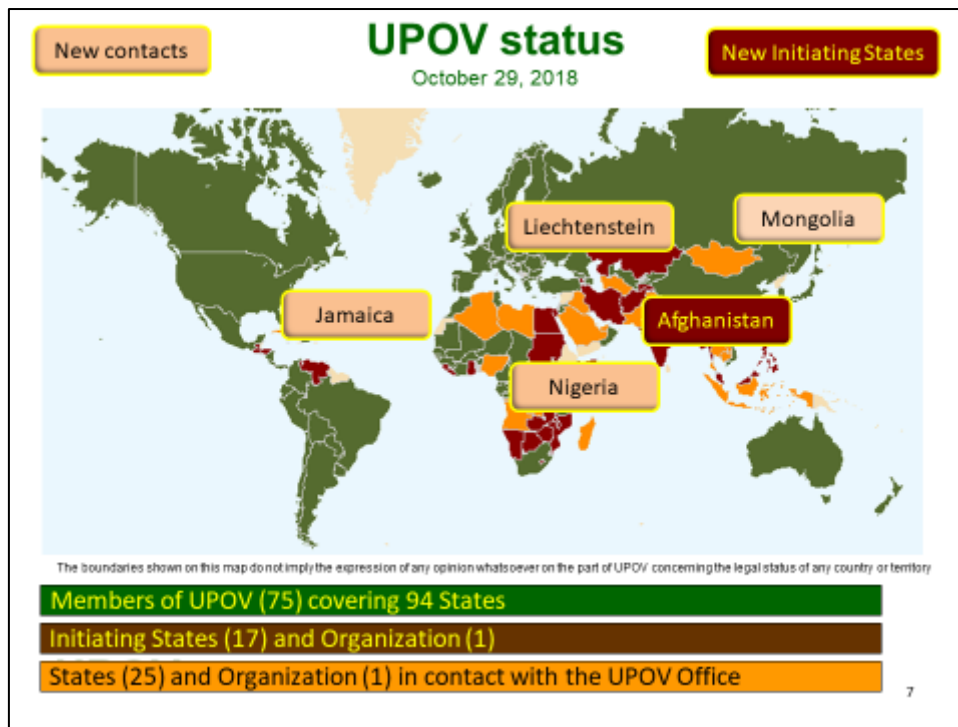 New contacts
UPOV status
New Initiating States
October 29, 2018
Liechtenstein
Mongolia
Jamaica
Afghanistan
Nigeria
The boundaries shown on this map do not imply the expression of any opinion whatsoever on the part of UPOV concerning the legal status of any country or territory
Members of UPOV (75) covering 94 States
Initiating States (17) and Organization (1)
States (25) and Organization (1) in contact with the UPOV Office
7